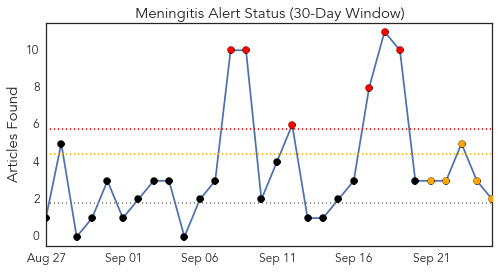 Meningitis Alert Status (30-Day Window)
Articles Found
10
8
6
4
2
0
Aug 27
Sep 01
Sep 06
Sep 11
Sep 16
Sep 21